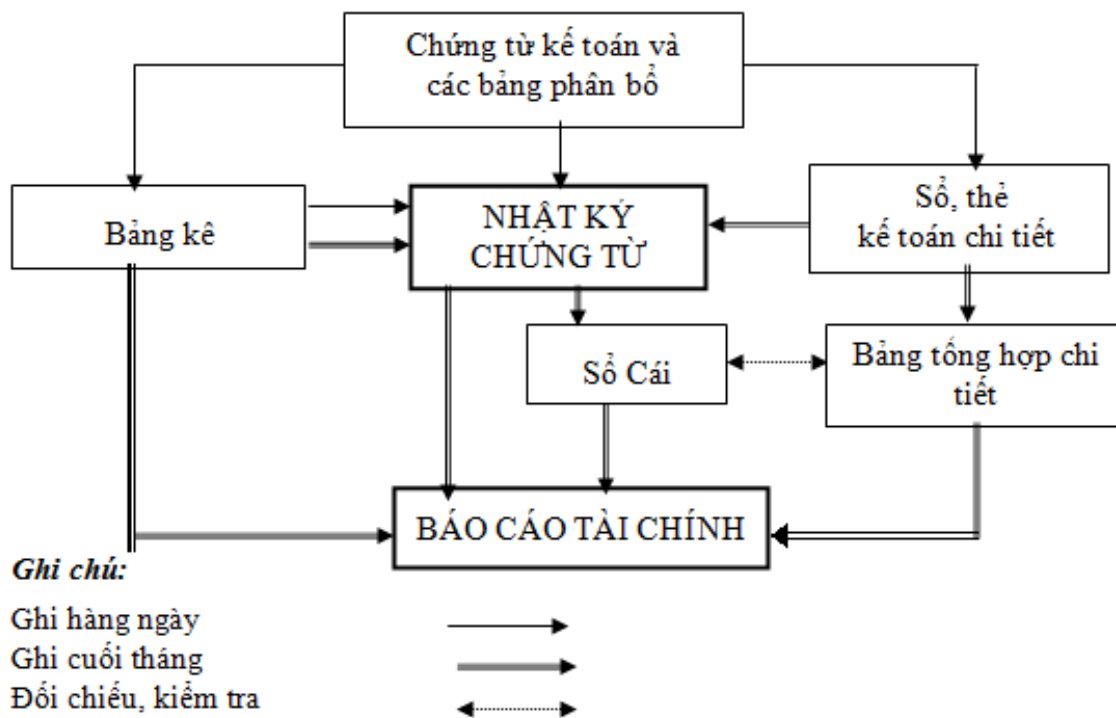 Chứng từ kế toán và
các bảng phân bổ
Bảng kê
NHẬT KÝ
CHỨNG TỪ
Sổ, thẻ
kế toán chi tiết
Sổ Cái
Bảng tổng hợp chi
tiết
BÁO CÁO TÀI CHÍNH
Ghi chú:
Ghi hàng ngày
Ghi cuối tháng
Đối chiếu, kiểm tra